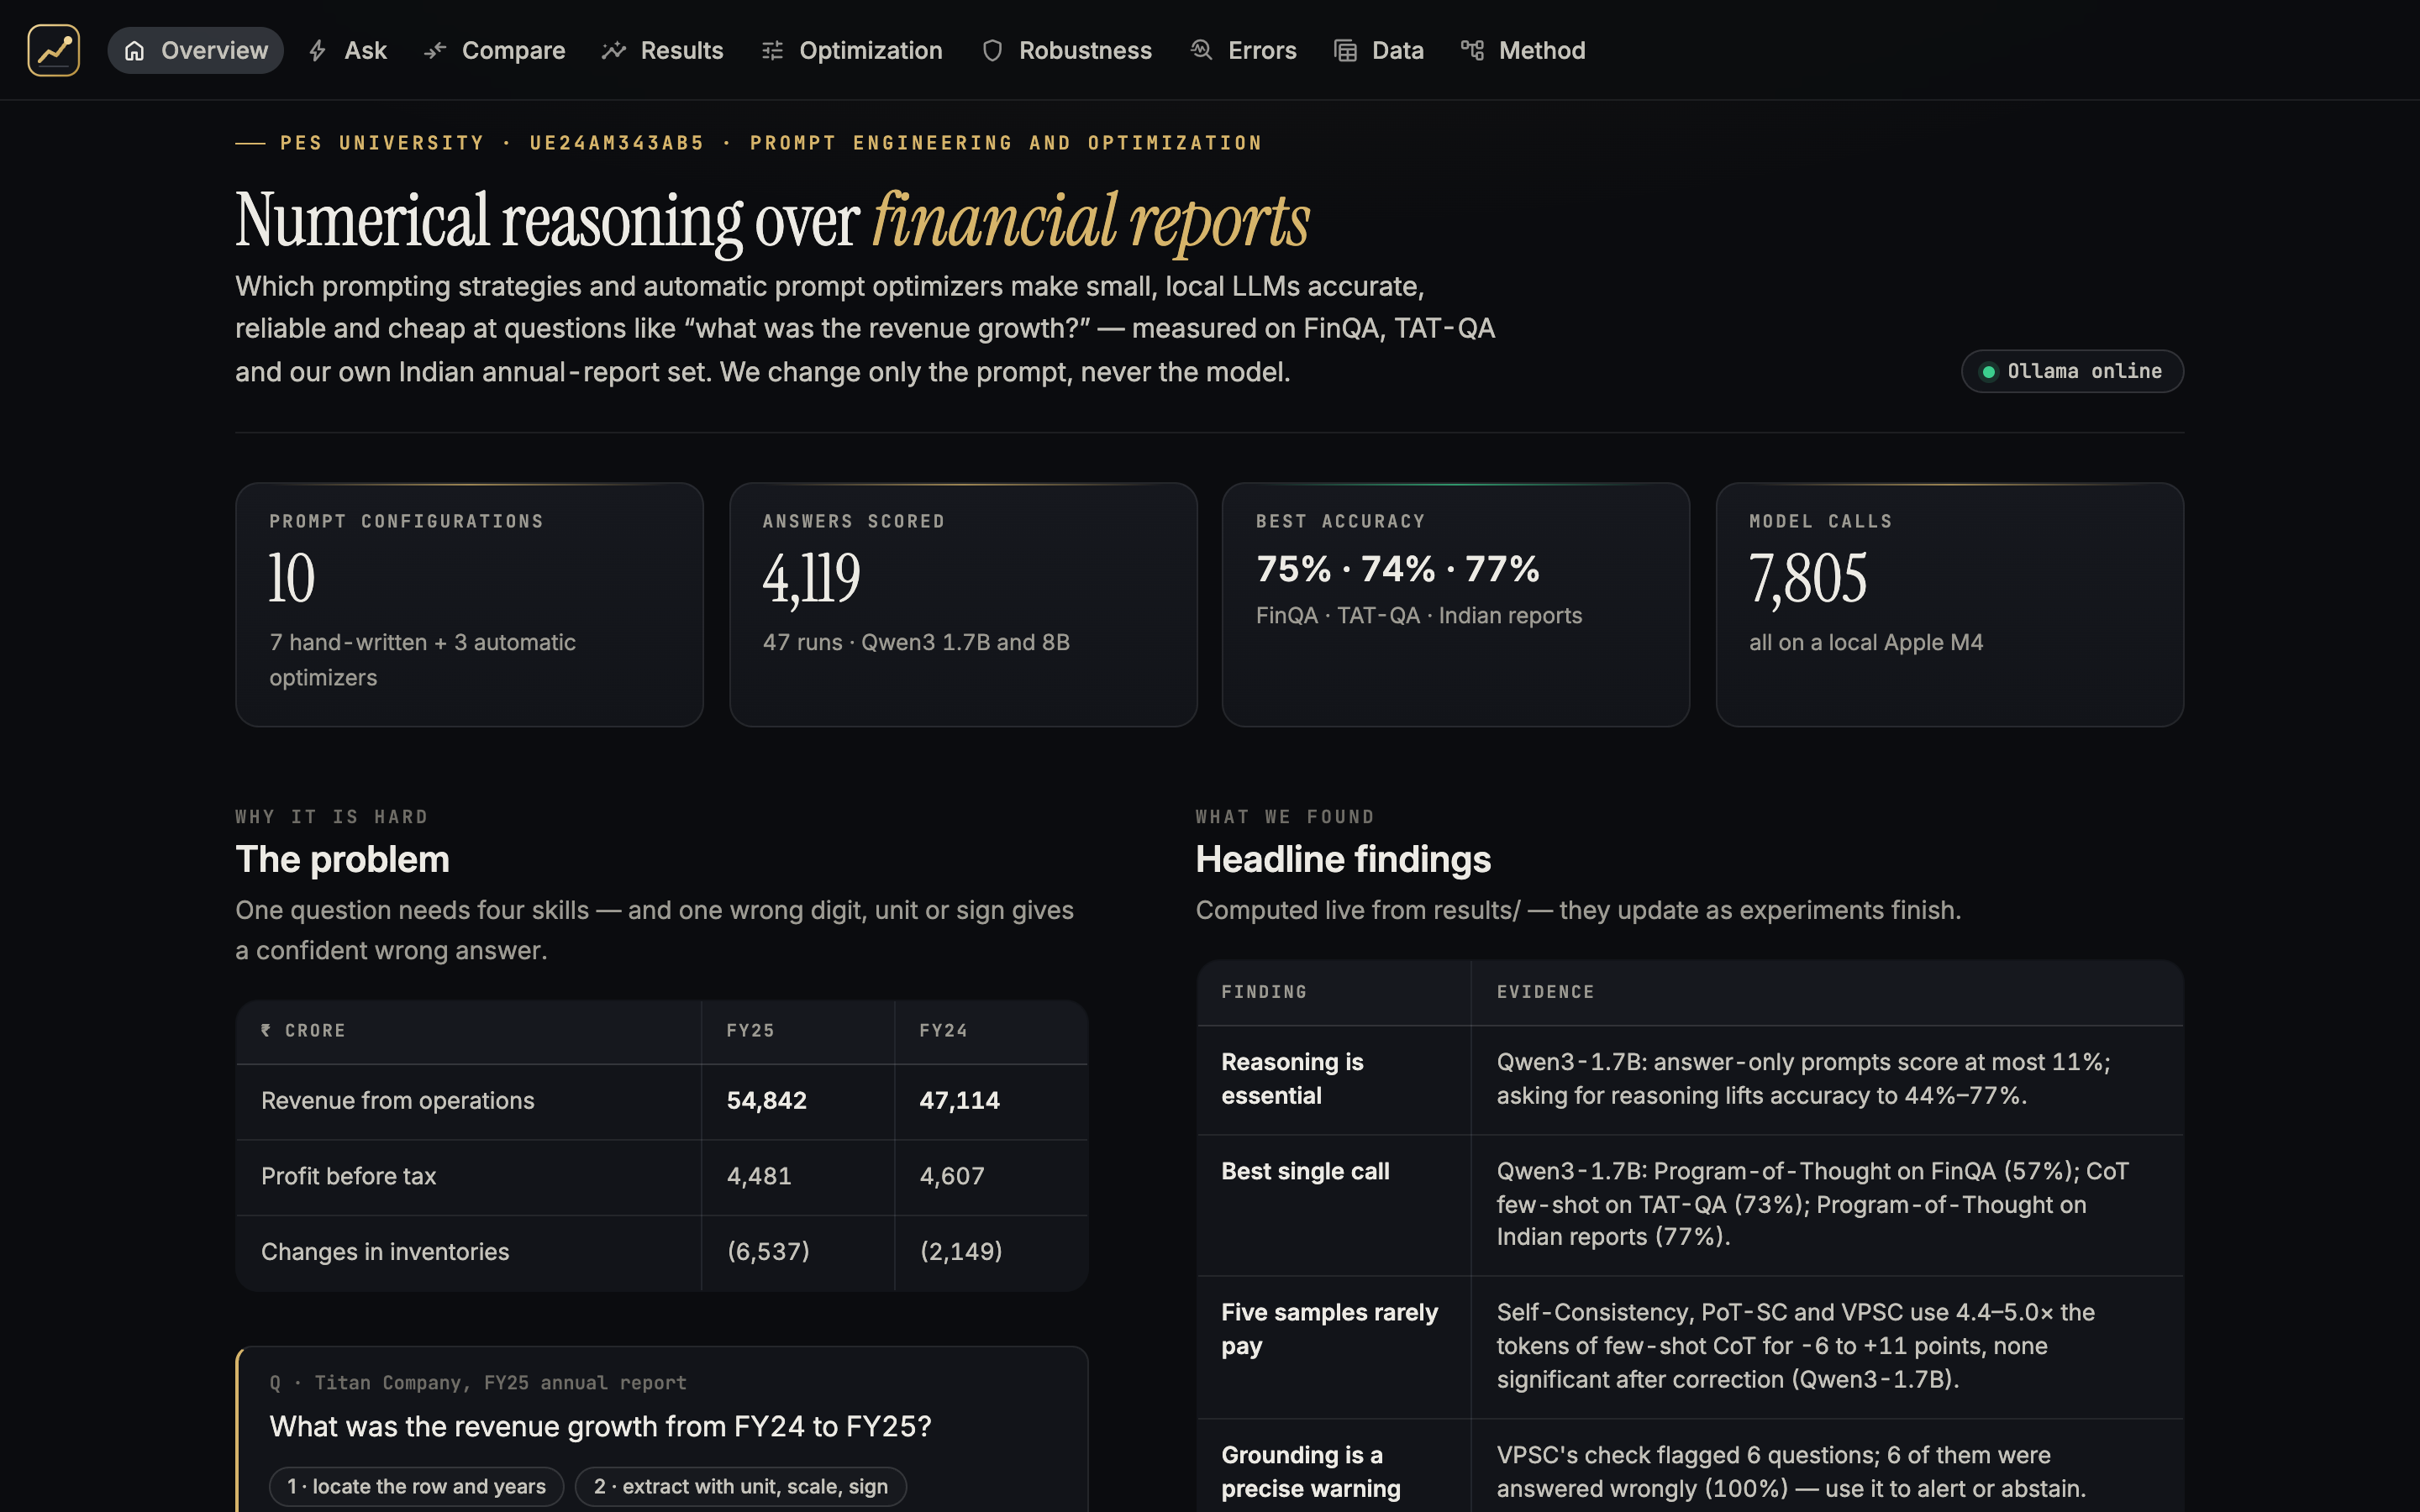 Overview Ask Compare Results Optimization Robustness Errors Data Method
PES UNIVERSITY · UE24AM343AB5 · PROMPT ENGINEERING AND OPTIMIZATION
Numerical reasoning over financial reports
Which prompting strategies and automatic prompt optimizers make small, local LLMs accurate,
reliable and cheap at questions like “what was the revenue growth?” — measured on FinQA, TAT-QA
and our own Indian annual-report set. We change only the prompt, never the model.
Ollama online
PROMPT CONFIGURATIONS
10
7 hand-written + 3 automatic
optimizers
ANSWERS SCORED
4,119
47 runs · Qwen3 1.7B and 8B
BEST ACCURACY
75% · 74% · 77%
FinQA · TAT-QA · Indian reports
MODEL CALLS
7,805
all on a local Apple M4
WHY IT IS HARD
The problem
One question needs four skills — and one wrong digit, unit or sign gives
a confident wrong answer.
₹ CRORE FY25 FY24
Revenue from operations 54,842 47,114
Profit before tax 4,481 4,607
Changes in inventories (6,537) (2,149)
Q · Titan Company, FY25 annual report
What was the revenue growth from FY24 to FY25?
1 · locate the row and years 2 · extract with unit, scale, sign
WHAT WE FOUND
Headline findings
Computed live from results/ — they update as experiments finish.
FINDING EVIDENCE
Reasoning is
essential
Qwen3-1.7B: answer-only prompts score at most 11%;
asking for reasoning lifts accuracy to 44%–77%.
Best single call
Qwen3-1.7B: Program-of-Thought on FinQA (57%); CoT
few-shot on TAT-QA (73%); Program-of-Thought on
Indian reports (77%).
Five samples rarely
pay
Self-Consistency, PoT-SC and VPSC use 4.4–5.0× the
tokens of few-shot CoT for -6 to +11 points, none
significant after correction (Qwen3-1.7B).
Grounding is a
precise warning
VPSC's check flagged 6 questions; 6 of them were
answered wrongly (100%) — use it to alert or abstain.